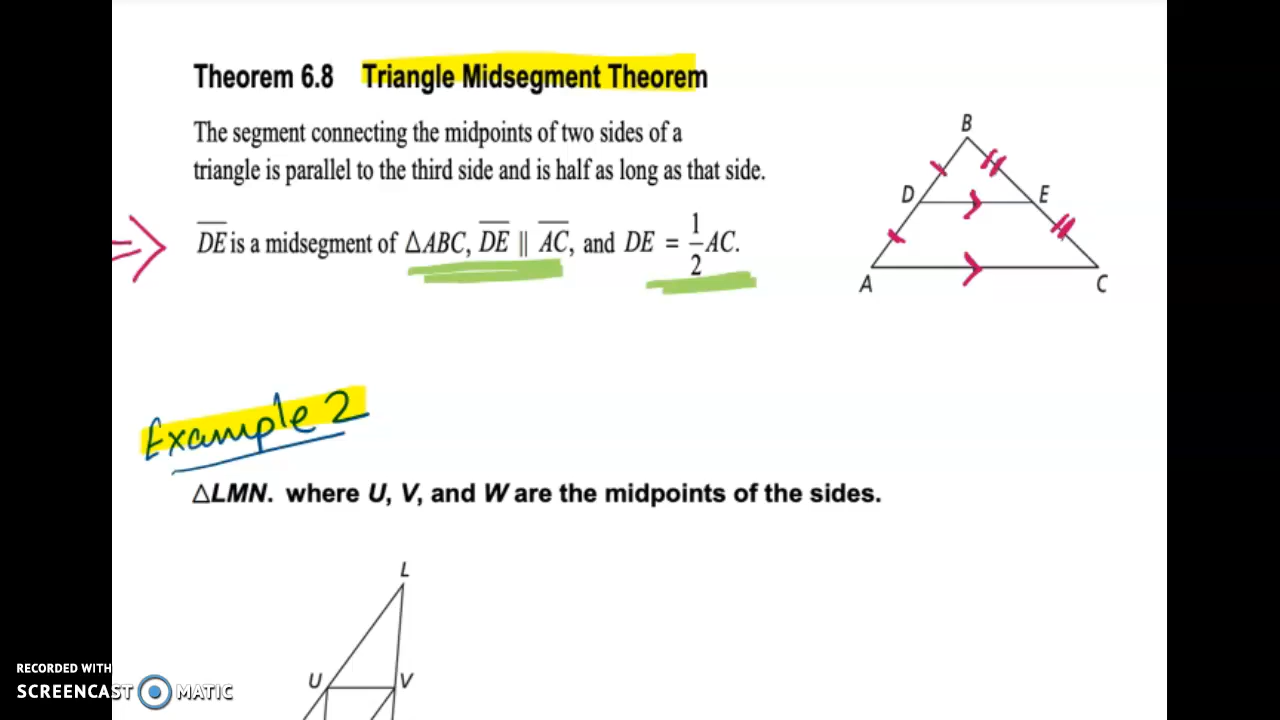 Theorem 6.8 Triangle Midsegment Theorem
The segment connecting the midpoints of two sides of a
triangle is parallel to the third side and is half as long as that side.
DE is a midsegment of △ABC, DE ∥ AC, and DE = 1/2 AC.
B
D
E
A
C
Example 2
△LMN. where U, V, and W are the midpoints of the sides.
L
U
V
RECORDED WITH
SCREENCAST MATIC